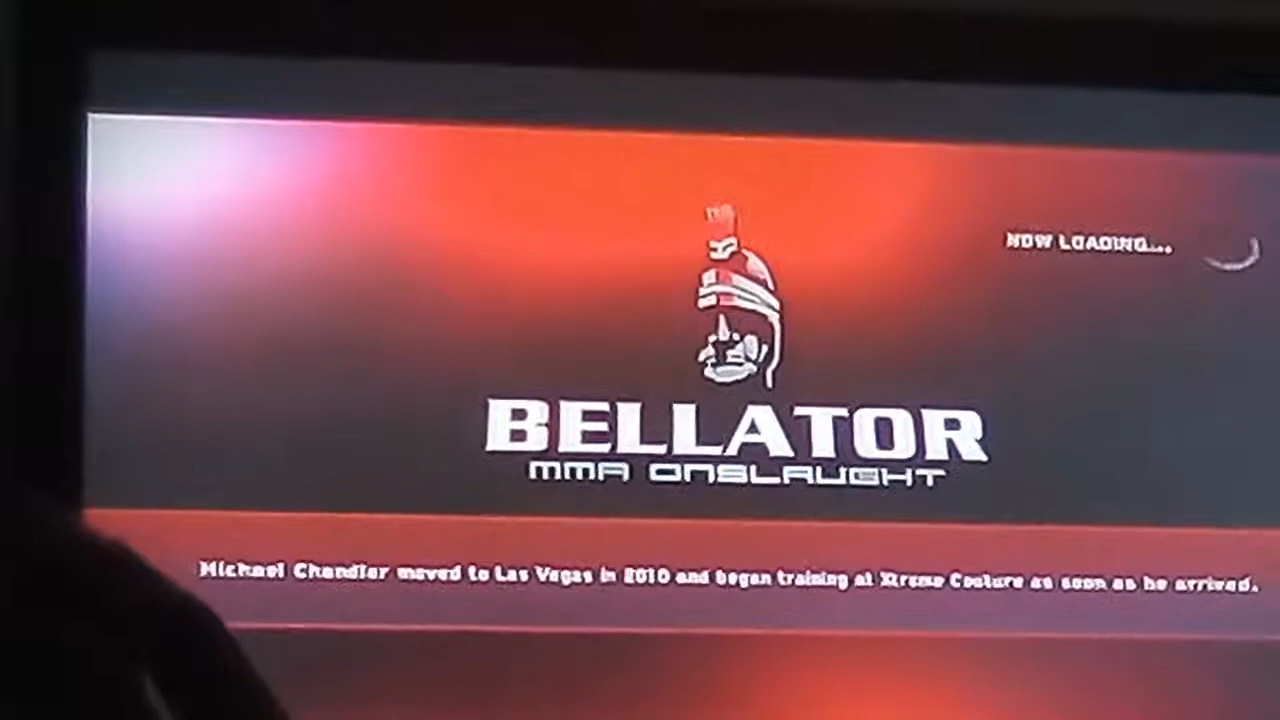 NOW LOADING...
BELLATOR
MMA ONSLAUGHT
Michael Chandler moved to Las Vegas in 2010 and began training at Xtreme Couture as soon as he arrived.